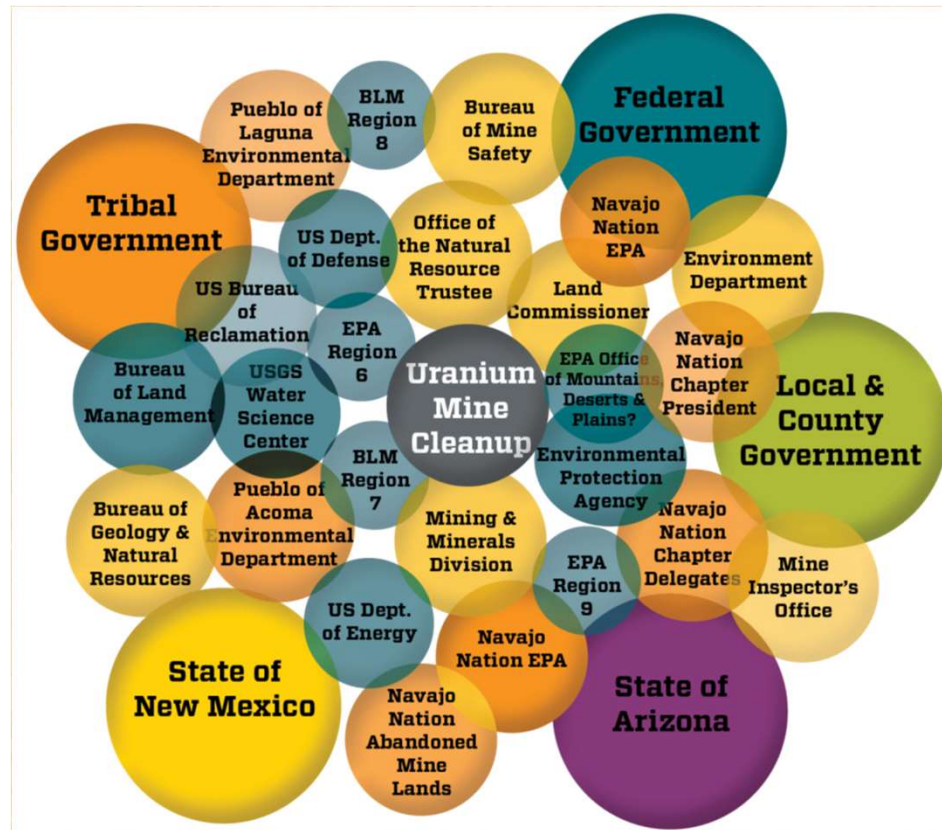 BLM
Region
8
Pueblo of
Laguna
Environmental
Department
Bureau
of Mine
Safety
Federal
Government
Tribal
Government
US Dept.
of Defense
Office of
the Natural
Resource
Trustee
Navajo
Nation
EPA
Environment
Department
US Bureau
of
Reclamation
Land
Commissioner
EPA
Region
6
Bureau
of Land
Management
USGS
Water
Science
Center
Uranium
Mine
Cleanup
EPA Office
of Mountains,
Deserts &
Plains?
Navajo
Nation
Chapter
President
Local &
County
Government
BLM
Region
7
Environmental
Protection
Agency
Bureau of
Geology &
Natural
Resources
Pueblo of
Acoma
Environmental
Department
Mining &
Minerals
Division
Navajo
Nation
Chapter
Delegates
EPA
Region
9
Mine
Inspector's
Office
US Dept.
of Energy
Navajo
Nation EPA
State of
New Mexico
State of
Arizona
Navajo
Nation
Abandoned
Mine
Lands